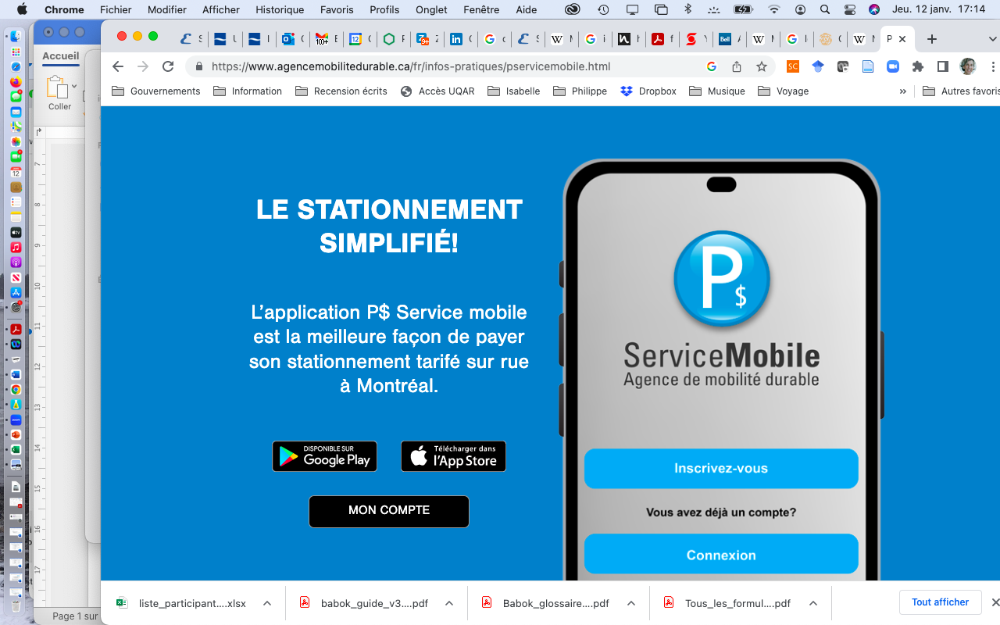 Chrome Fichier Modifier Afficher Historique Favoris Profils Onglet Fenêtre Aide Jeu. 12 janv. 17:14
https://www.agencemobilitedurable.ca/fr/infos-pratiques/pservicemobile.html
Gouvernements Information Recension écrits Accès UQAR Isabelle Philippe Dropbox Musique Voyage » Autres favoris
Accueil
Coller
LE STATIONNEMENT
SIMPLIFIÉ!
L’application P$ Service mobile
est la meilleure façon de payer
son stationnement tarifé sur rue
à Montréal.
DISPONIBLE SUR
Google Play
Télécharger dans
l'App Store
MON COMPTE
P$
ServiceMobile
Agence de mobilité durable
Inscrivez-vous
Vous avez déjà un compte?
Connexion
liste_participant....xlsx babok_guide_v3....pdf Babok_glossaire....pdf Tous_les_formul....pdf Tout afficher
Page 1 sur